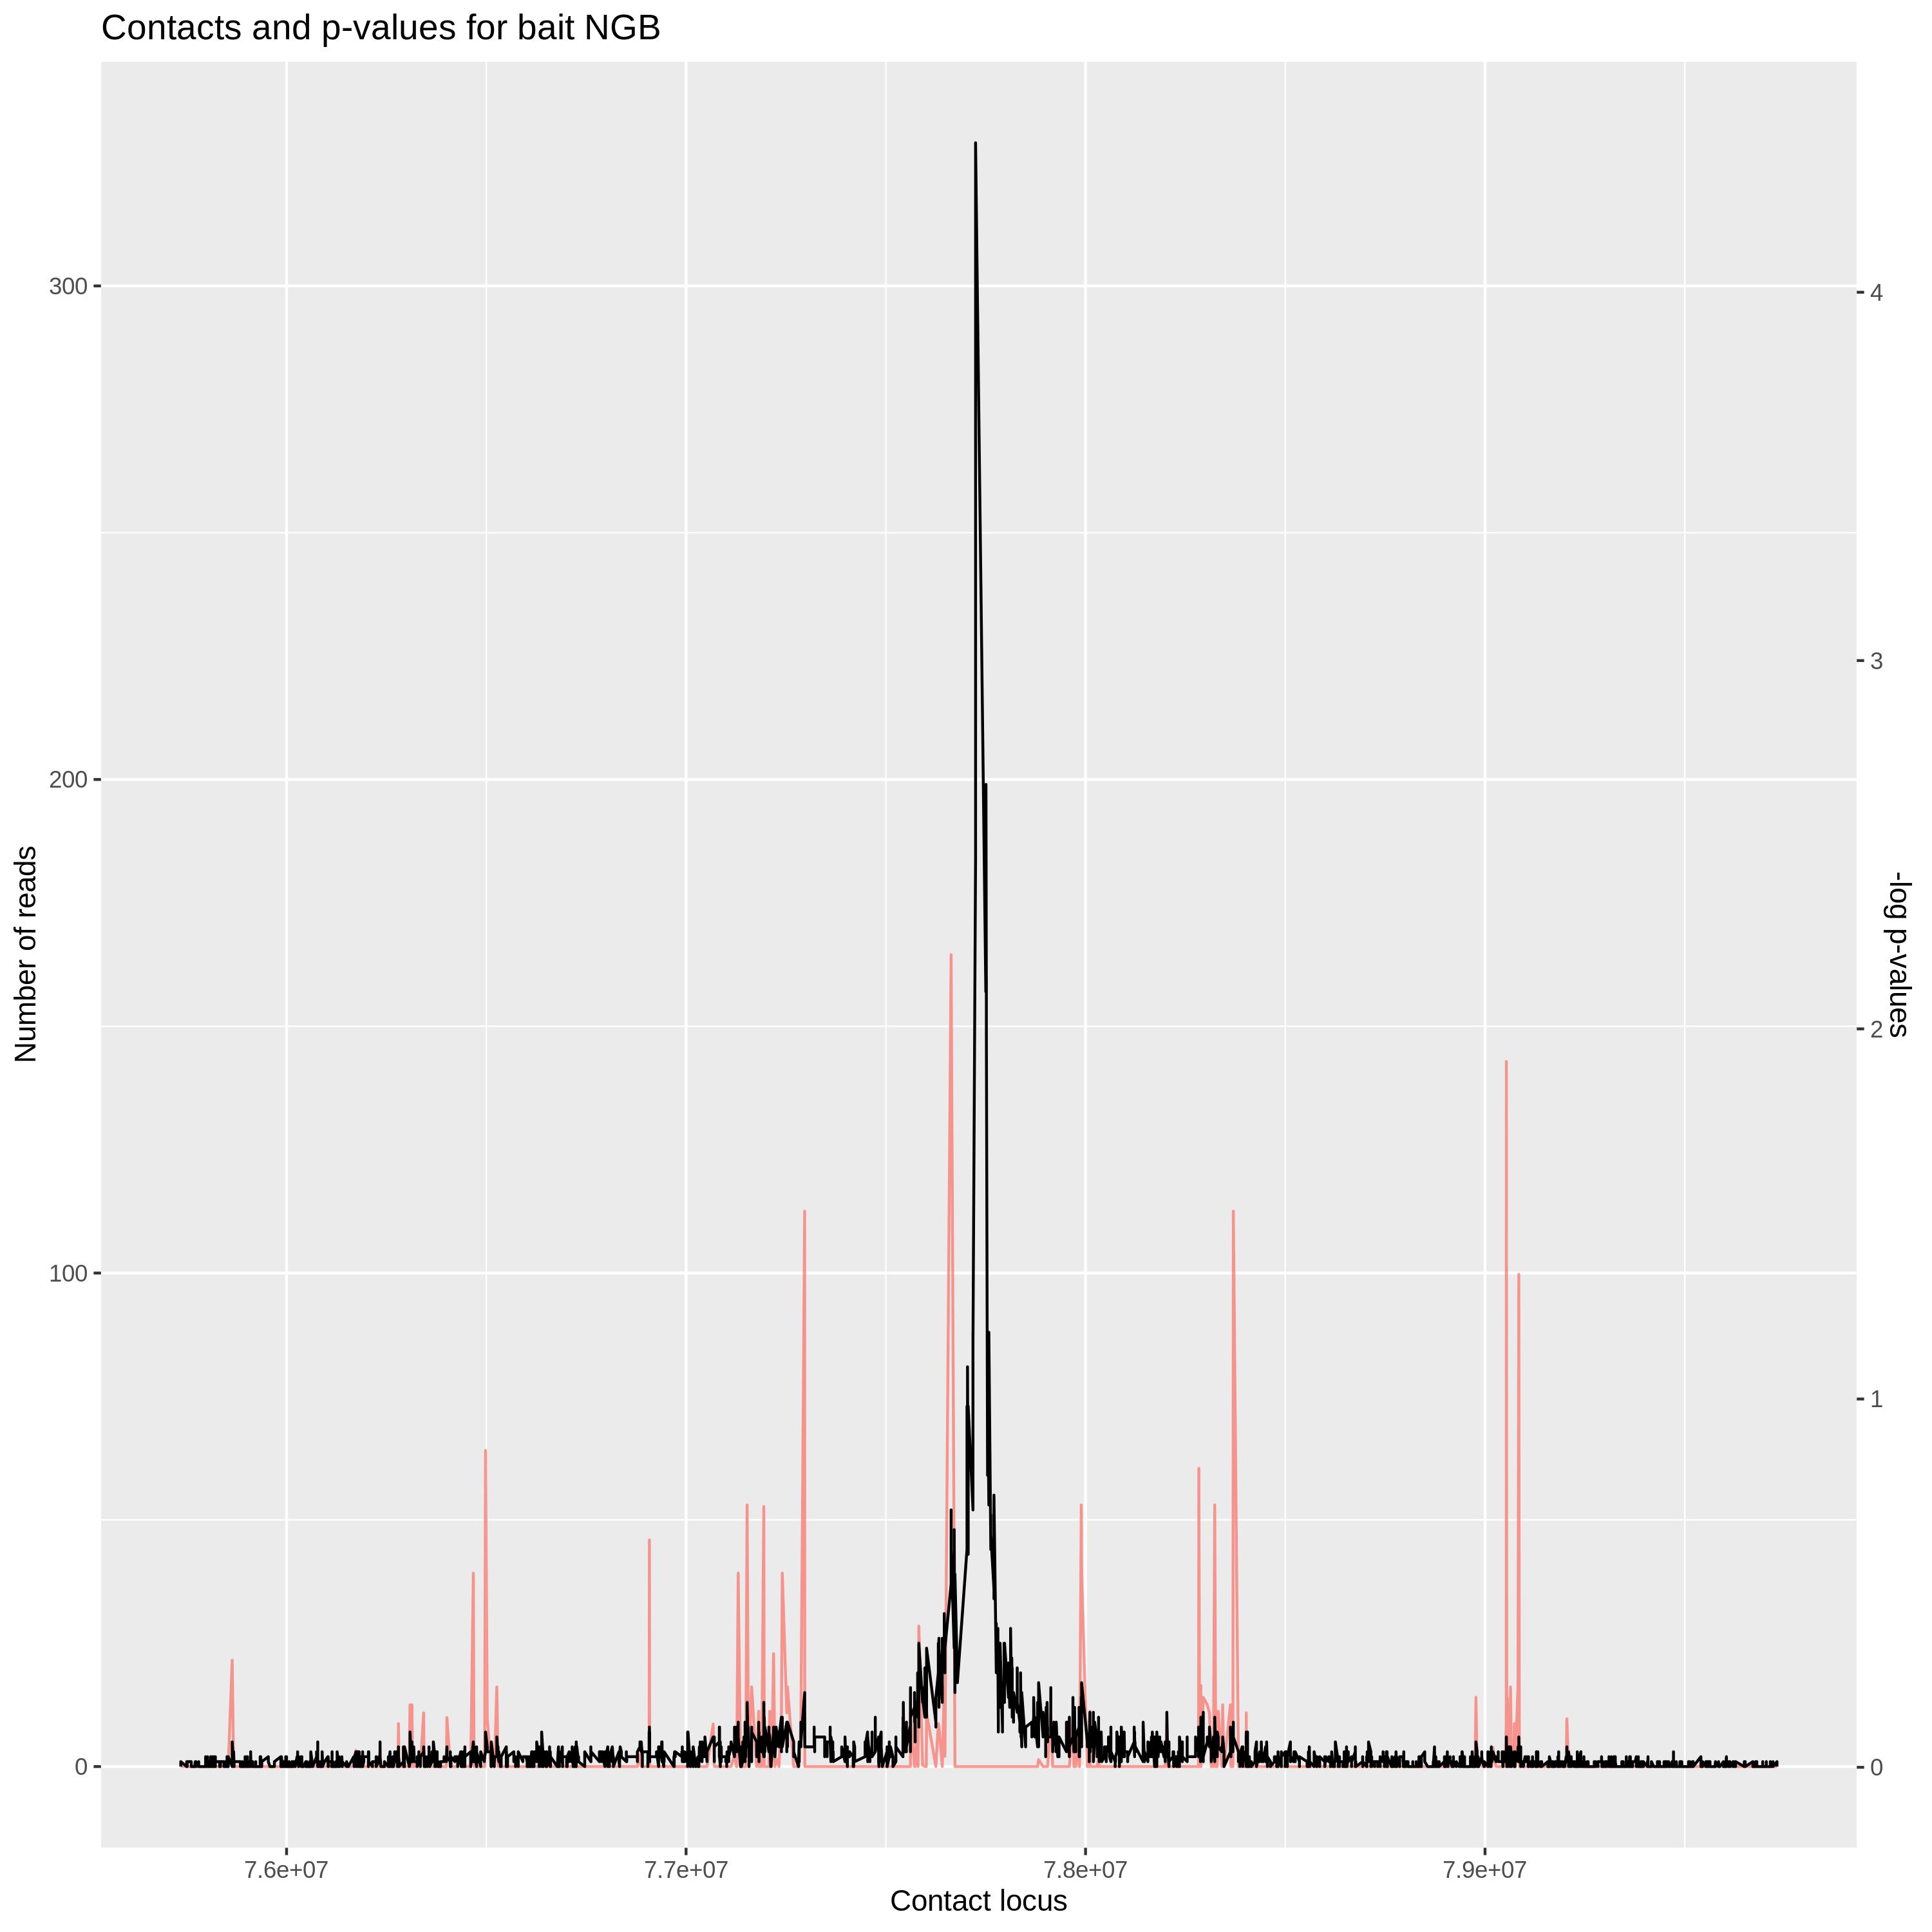 Contacts and p-values for bait NGB
300
200
100
0
Number of reads
4
3
2
1
0
-log p-values
7.6e+07 7.7e+07 7.8e+07 7.9e+07
Contact locus